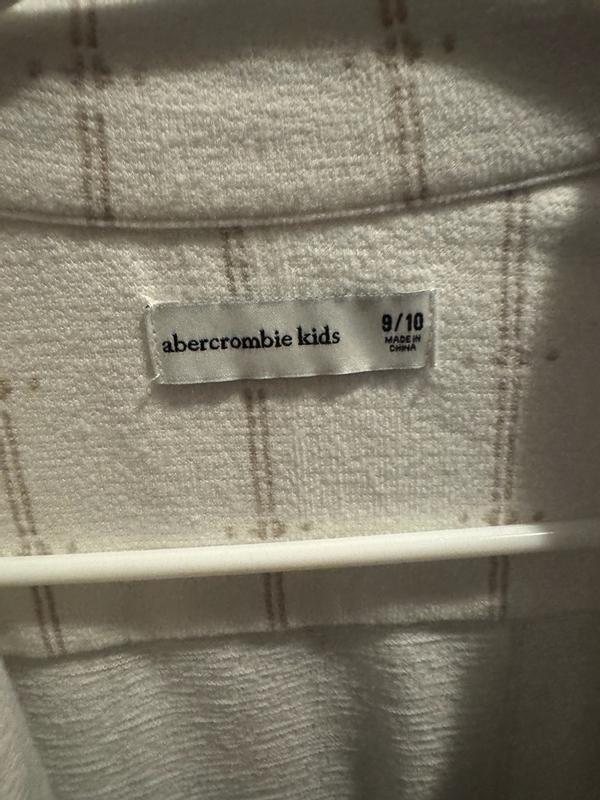 abercrombie kids
9/10
MADE IN
CHINA